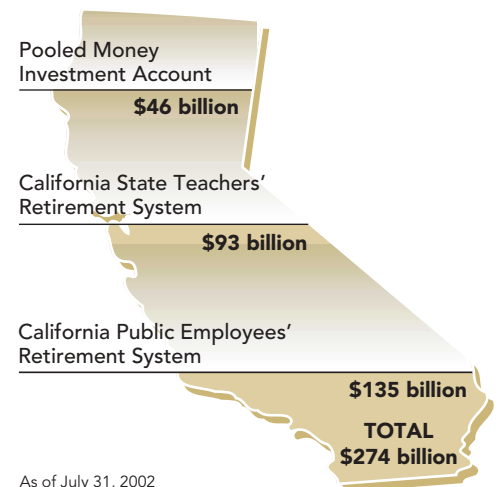 Pooled Money
Investment Account
$46 billion
California State Teachers’
Retirement System
$93 billion
California Public Employees’
Retirement System
$135 billion
TOTAL
$274 billion
As of July 31, 2002